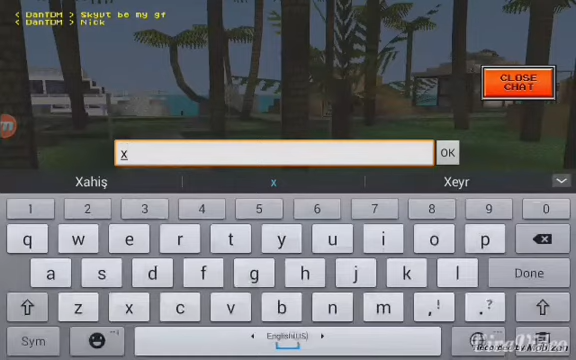 < DanTDM > Skyvt be my gf
< DanTDM > Nick
CLOSE
CHAT
x
OK
Xahiş
x
Xeyr
1 2 3 4 5 6 7 8 9 0
q w e r t y u i o p
a s d f g h j k l Done
z x c v b n m ,! .?
Sym English(US)